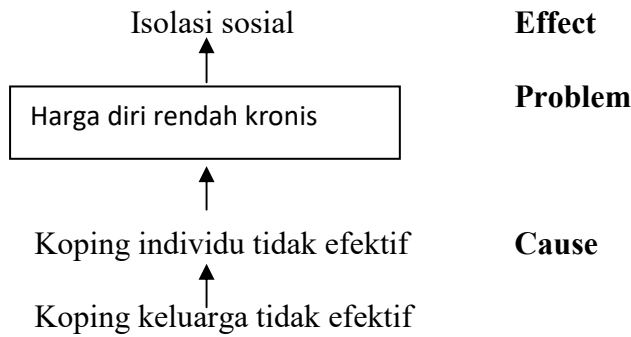 Isolasi sosial Effect
Harga diri rendah kronis Problem
Koping individu tidak efektif Cause
Koping keluarga tidak efektif